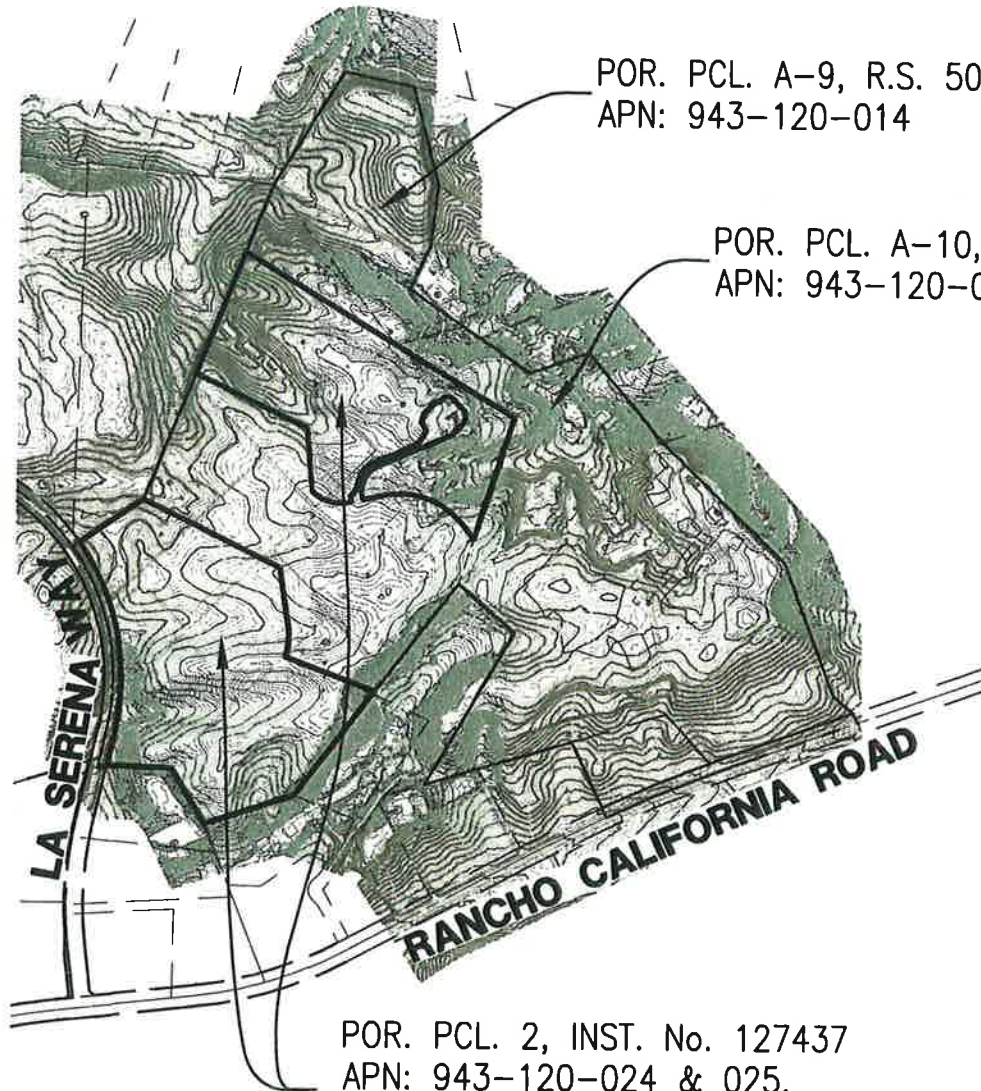 POR. PCL. A-9, R.S. 50
APN: 943-120-014
POR. PCL. A-10,
APN: 943-120-0
LA SERENA WAY
RANCHO CALIFORNIA ROAD
POR. PCL. 2, INST. No. 127437
APN: 943-120-024 & 025.